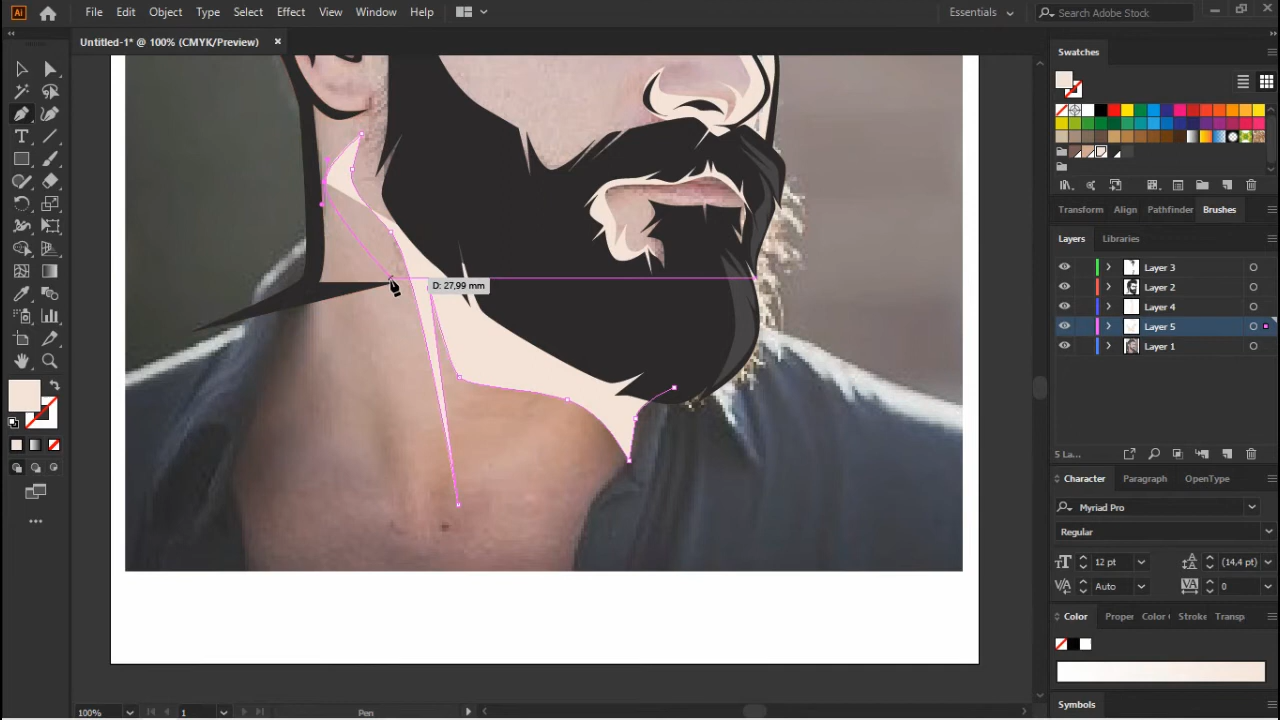 Ai File Edit Object Type Select Effect View Window Help
Essentials
Search Adobe Stock
Untitled-1* @ 100% (CMYK/Preview) ×
Swatches
Transform Align Pathfinder Brushes
Layers Libraries
Layer 3
Layer 2
Layer 4
Layer 5
Layer 1
D: 27,99 mm
5 La...
Character Paragraph OpenType
Myriad Pro
Regular
12 pt (14,4 pt)
Auto 0
Color Proper Color Stroke Transp
Symbols
100% 1 Pen